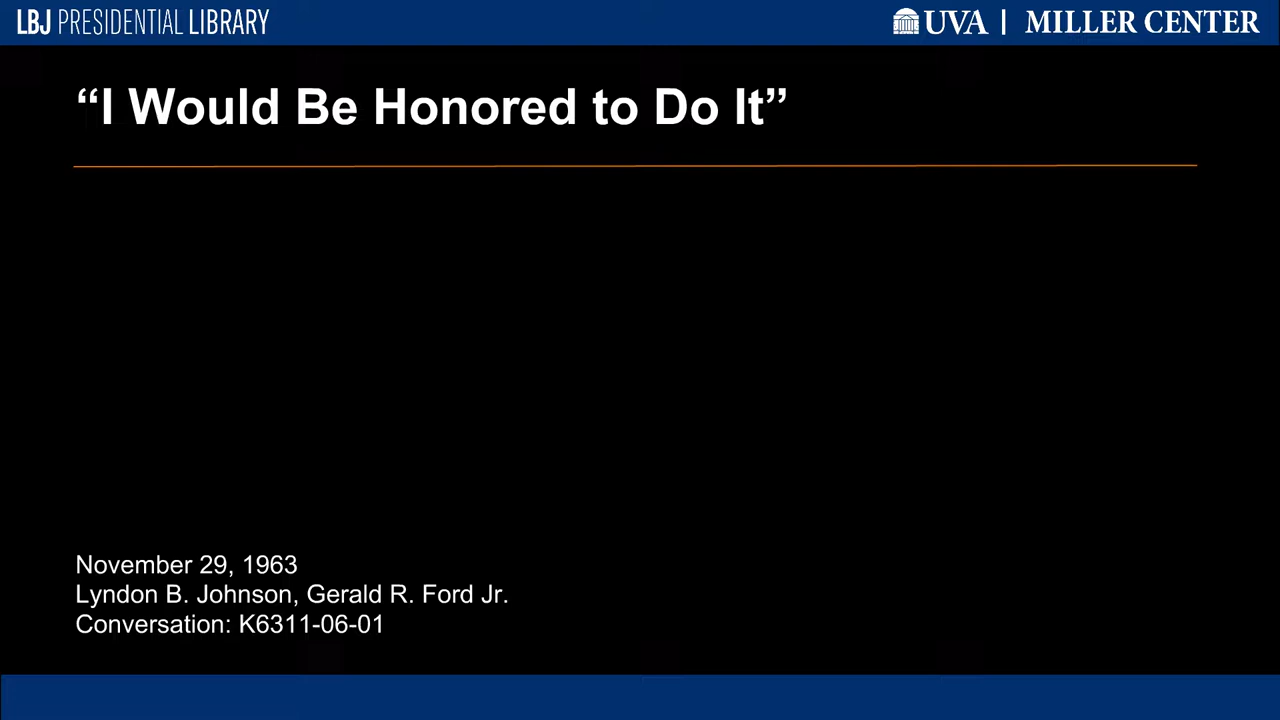 LBJ PRESIDENTIAL LIBRARY
UVA | MILLER CENTER
“I Would Be Honored to Do It”
November 29, 1963
Lyndon B. Johnson, Gerald R. Ford Jr.
Conversation: K6311-06-01